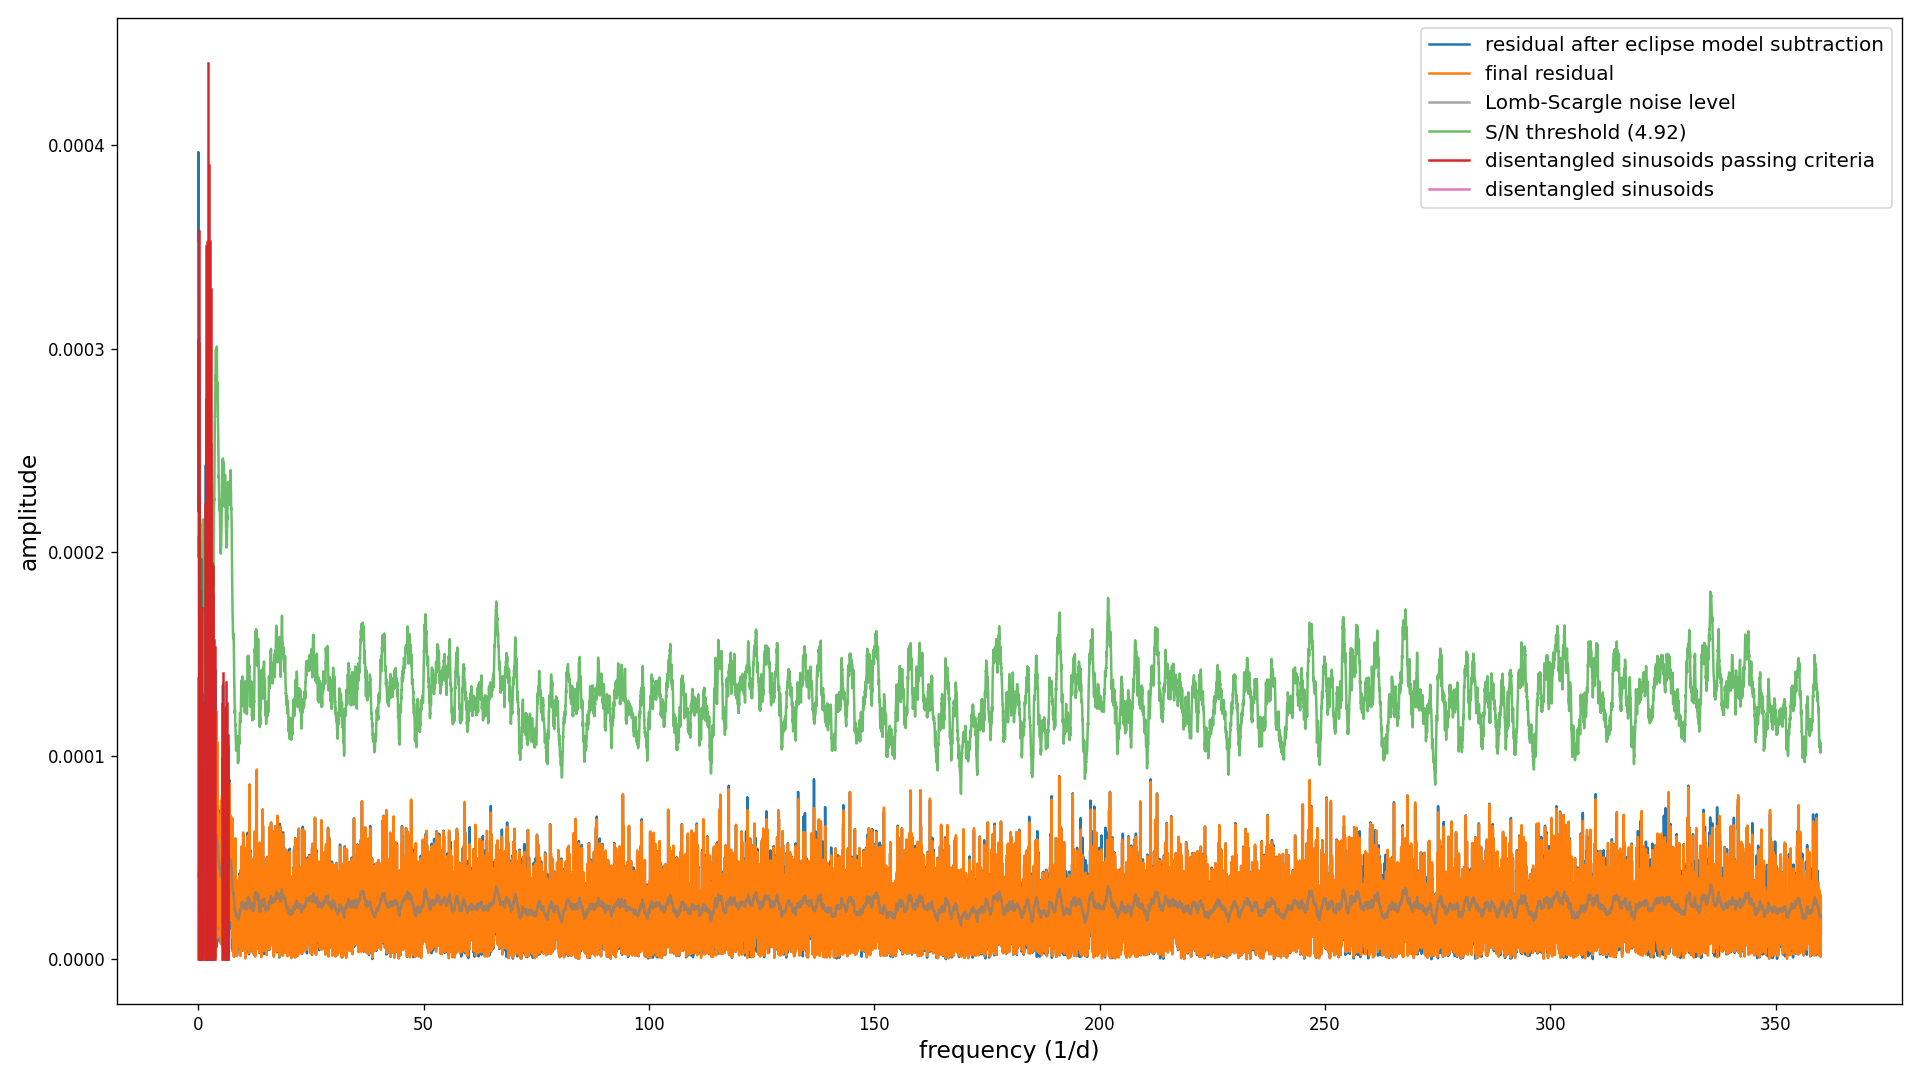 residual after eclipse model subtraction
final residual
Lomb-Scargle noise level
S/N threshold (4.92)
disentangled sinusoids passing criteria
disentangled sinusoids
0.0004
0.0003
0.0002
0.0001
0.0000
amplitude
0 50 100 150 200 250 300 350
frequency (1/d)